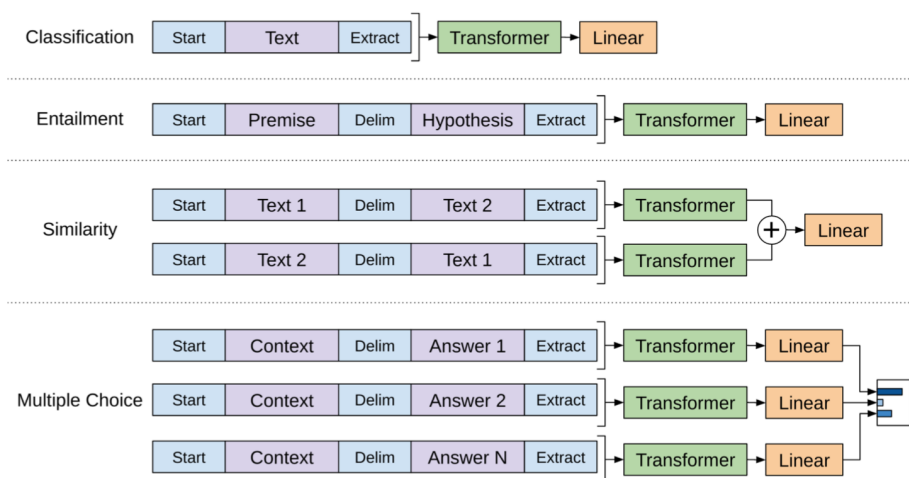 Classification Start Text Extract Transformer Linear
Entailment Start Premise Delim Hypothesis Extract Transformer Linear
Similarity
Start Text 1 Delim Text 2 Extract Transformer
+ Linear
Start Text 2 Delim Text 1 Extract Transformer
Multiple Choice
Start Context Delim Answer 1 Extract Transformer Linear
Start Context Delim Answer 2 Extract Transformer Linear
Start Context Delim Answer N Extract Transformer Linear